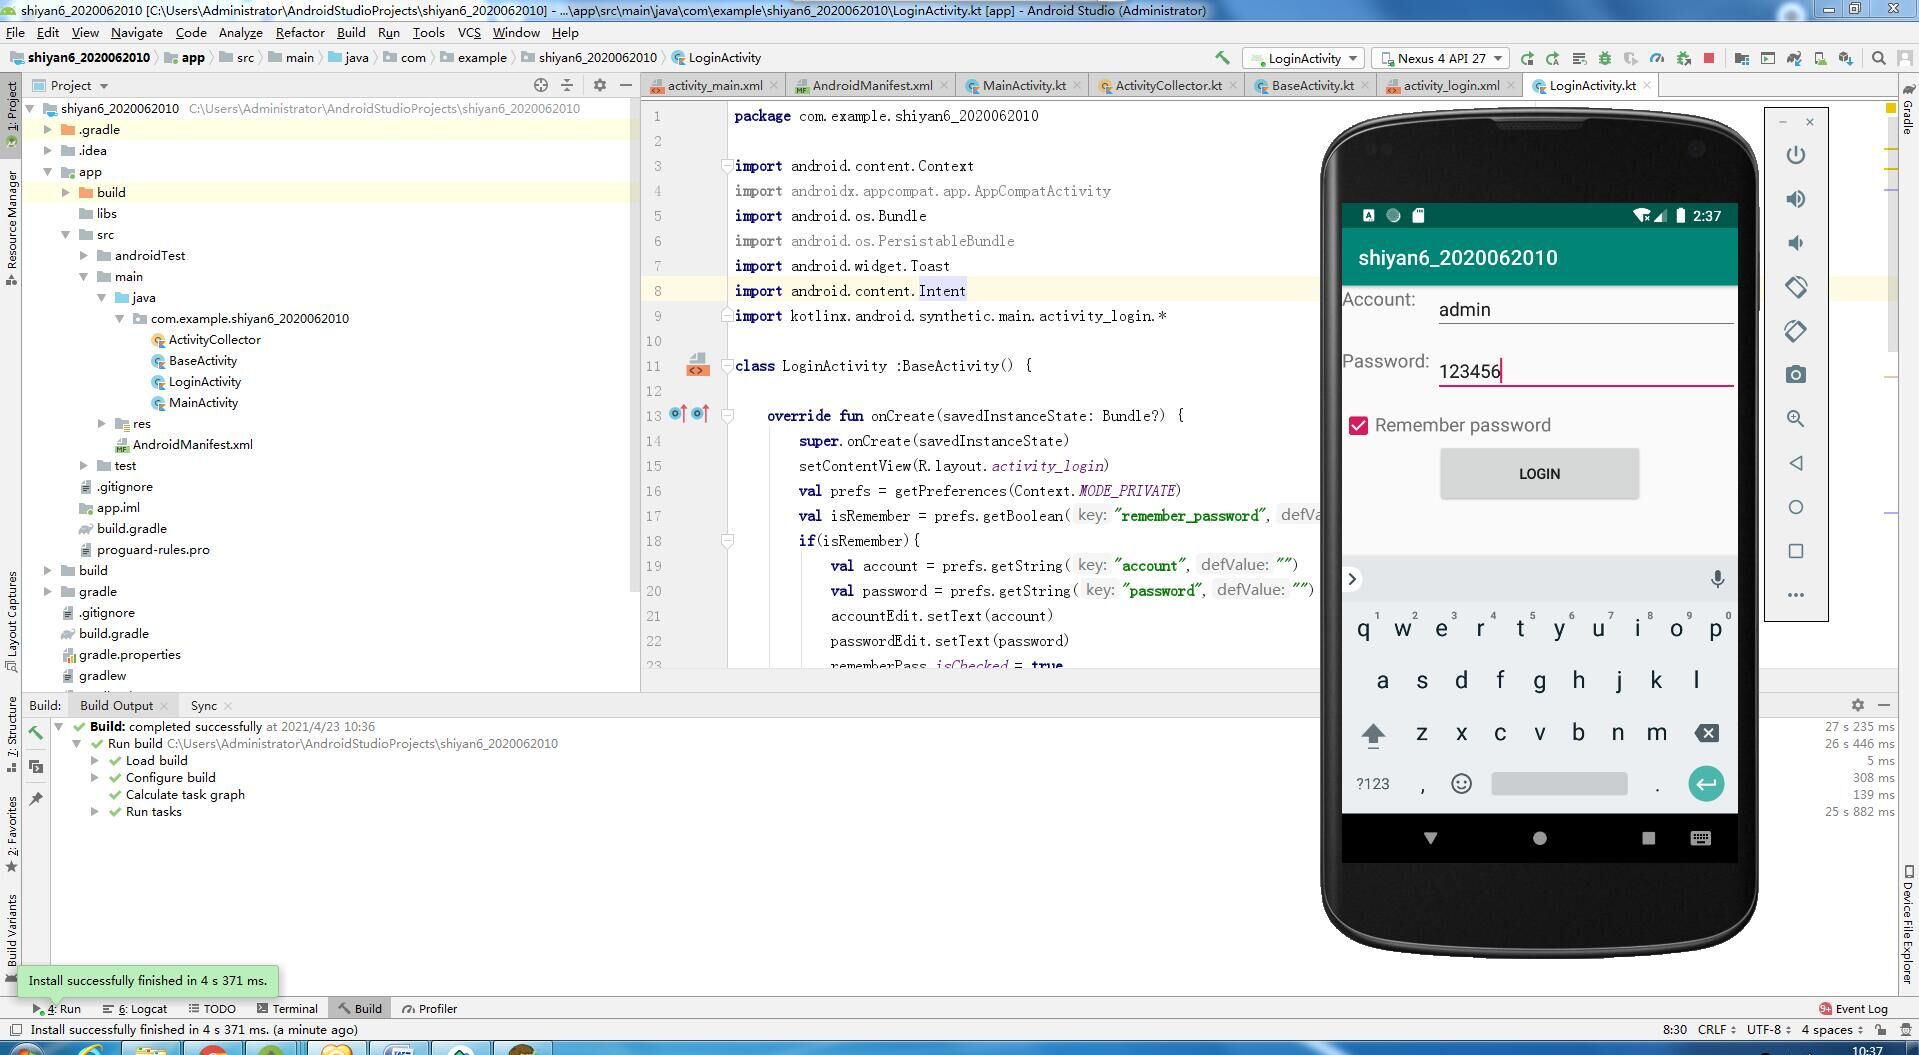 shiyan6_2020062010 [C:\Users\Administrator\AndroidStudioProjects\shiyan6_2020062010] - ...\app\src\main\java\com\example\shiyan6_2020062010\LoginActivity.kt [app] - Android Studio (Administrator)
File Edit View Navigate Code Analyze Refactor Build Run Tools VCS Window Help
shiyan6_2020062010 app src main java com example shiyan6_2020062010 LoginActivity
LoginActivity Nexus 4 API 27
Project
activity_main.xml AndroidManifest.xml MainActivity.kt ActivityCollector.kt BaseActivity.kt activity_login.xml LoginActivity.kt
1: Project
Resource Manager
Layout Captures
7: Structure
2: Favorites
Build Variants
shiyan6_2020062010 C:\Users\Administrator\AndroidStudioProjects\shiyan6_2020062010
.gradle
.idea
app
build
libs
src
androidTest
main
java
com.example.shiyan6_2020062010
ActivityCollector
BaseActivity
LoginActivity
MainActivity
res
AndroidManifest.xml
test
.gitignore
app.iml
build.gradle
proguard-rules.pro
build
gradle
.gitignore
build.gradle
gradle.properties
gradlew
1 package com.example.shiyan6_2020062010
2
3 import android.content.Context
4 import androidx.appcompat.app.AppCompatActivity
5 import android.os.Bundle
6 import android.os.PersistableBundle
7 import android.widget.Toast
8 import android.content.Intent
9 import kotlinx.android.synthetic.main.activity_login.*
10
11 class LoginActivity :BaseActivity() {
12
13 override fun onCreate(savedInstanceState: Bundle?) {
14 super.onCreate(savedInstanceState)
15 setContentView(R.layout.activity_login)
16 val prefs = getPreferences(Context.MODE_PRIVATE)
17 val isRemember = prefs.getBoolean( key: "remember_password", defVa
18 if(isRemember){
19 val account = prefs.getString( key: "account", defValue: "")
20 val password = prefs.getString( key: "password", defValue: "")
21 accountEdit.setText(account)
22 passwordEdit.setText(password)
23 rememberPass.isChecked = true
2:37
shiyan6_2020062010
Account: admin
Password: 123456
Remember password
LOGIN
q1 w2 e3 r4 t5 y6 u7 i8 o9 p0
a s d f g h j k l
z x c v b n m
?123 , .
Gradle
Device File Explorer
Build: Build Output Sync
Build: completed successfully at 2021/4/23 10:36 27 s 235 ms
Run build C:\Users\Administrator\AndroidStudioProjects\shiyan6_2020062010 26 s 446 ms
Load build 5 ms
Configure build 308 ms
Calculate task graph 139 ms
Run tasks 25 s 882 ms
Install successfully finished in 4 s 371 ms.
4: Run 6: Logcat TODO Terminal Build Profiler 9+ Event Log
Install successfully finished in 4 s 371 ms. (a minute ago) 8:30 CRLF UTF-8 4 spaces
10:37